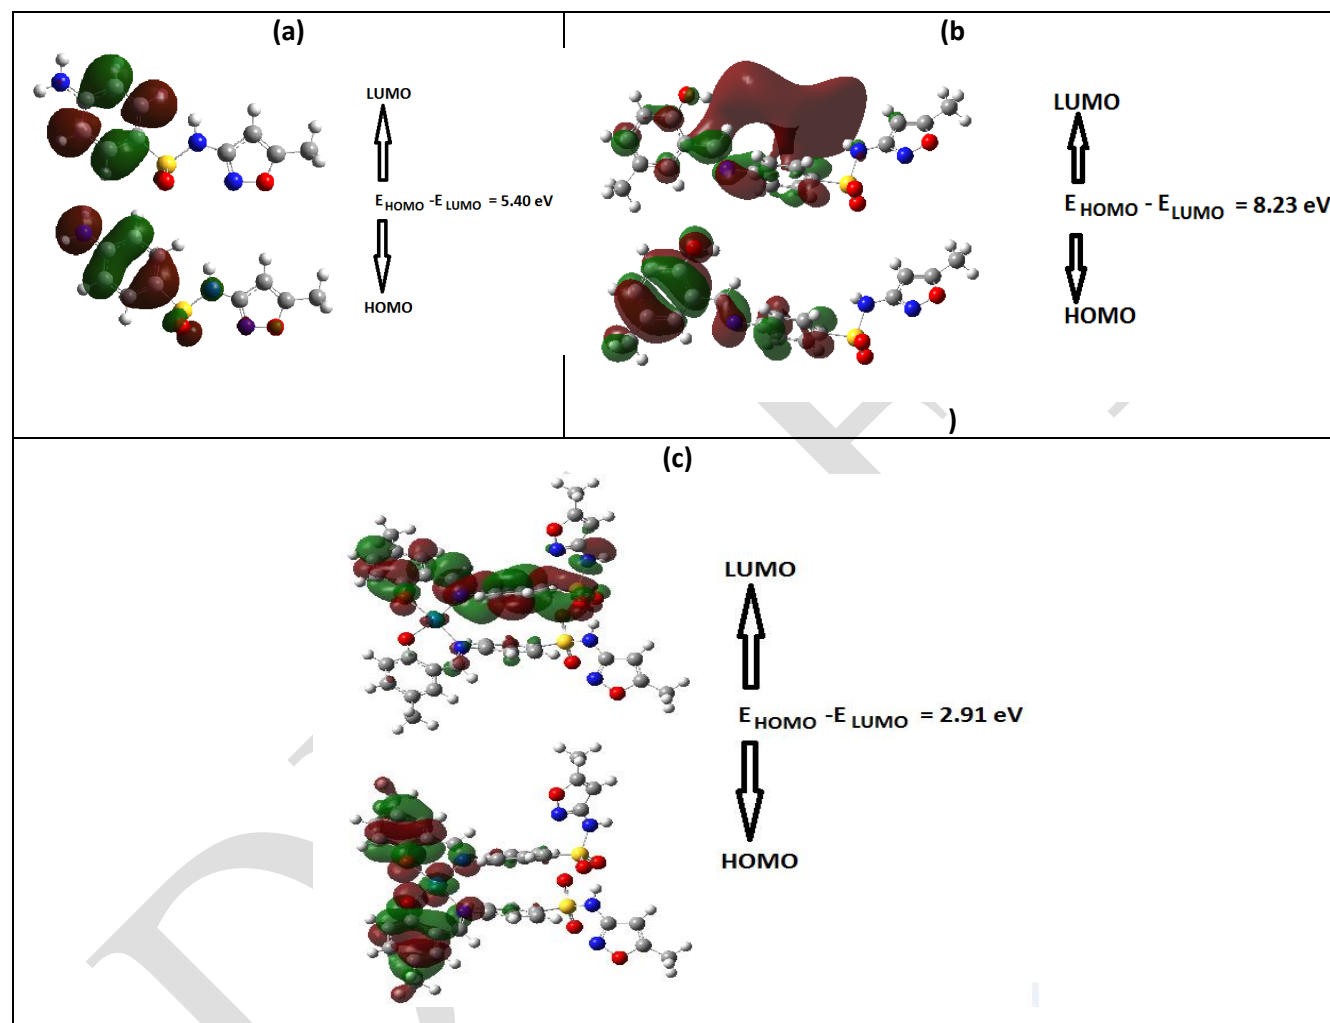 (a)
LUMO
E HOMO -E LUMO = 5.40 eV
HOMO
(b
LUMO
E HOMO - E LUMO = 8.23 eV
HOMO
)
(c)
LUMO
E HOMO -E LUMO = 2.91 eV
HOMO